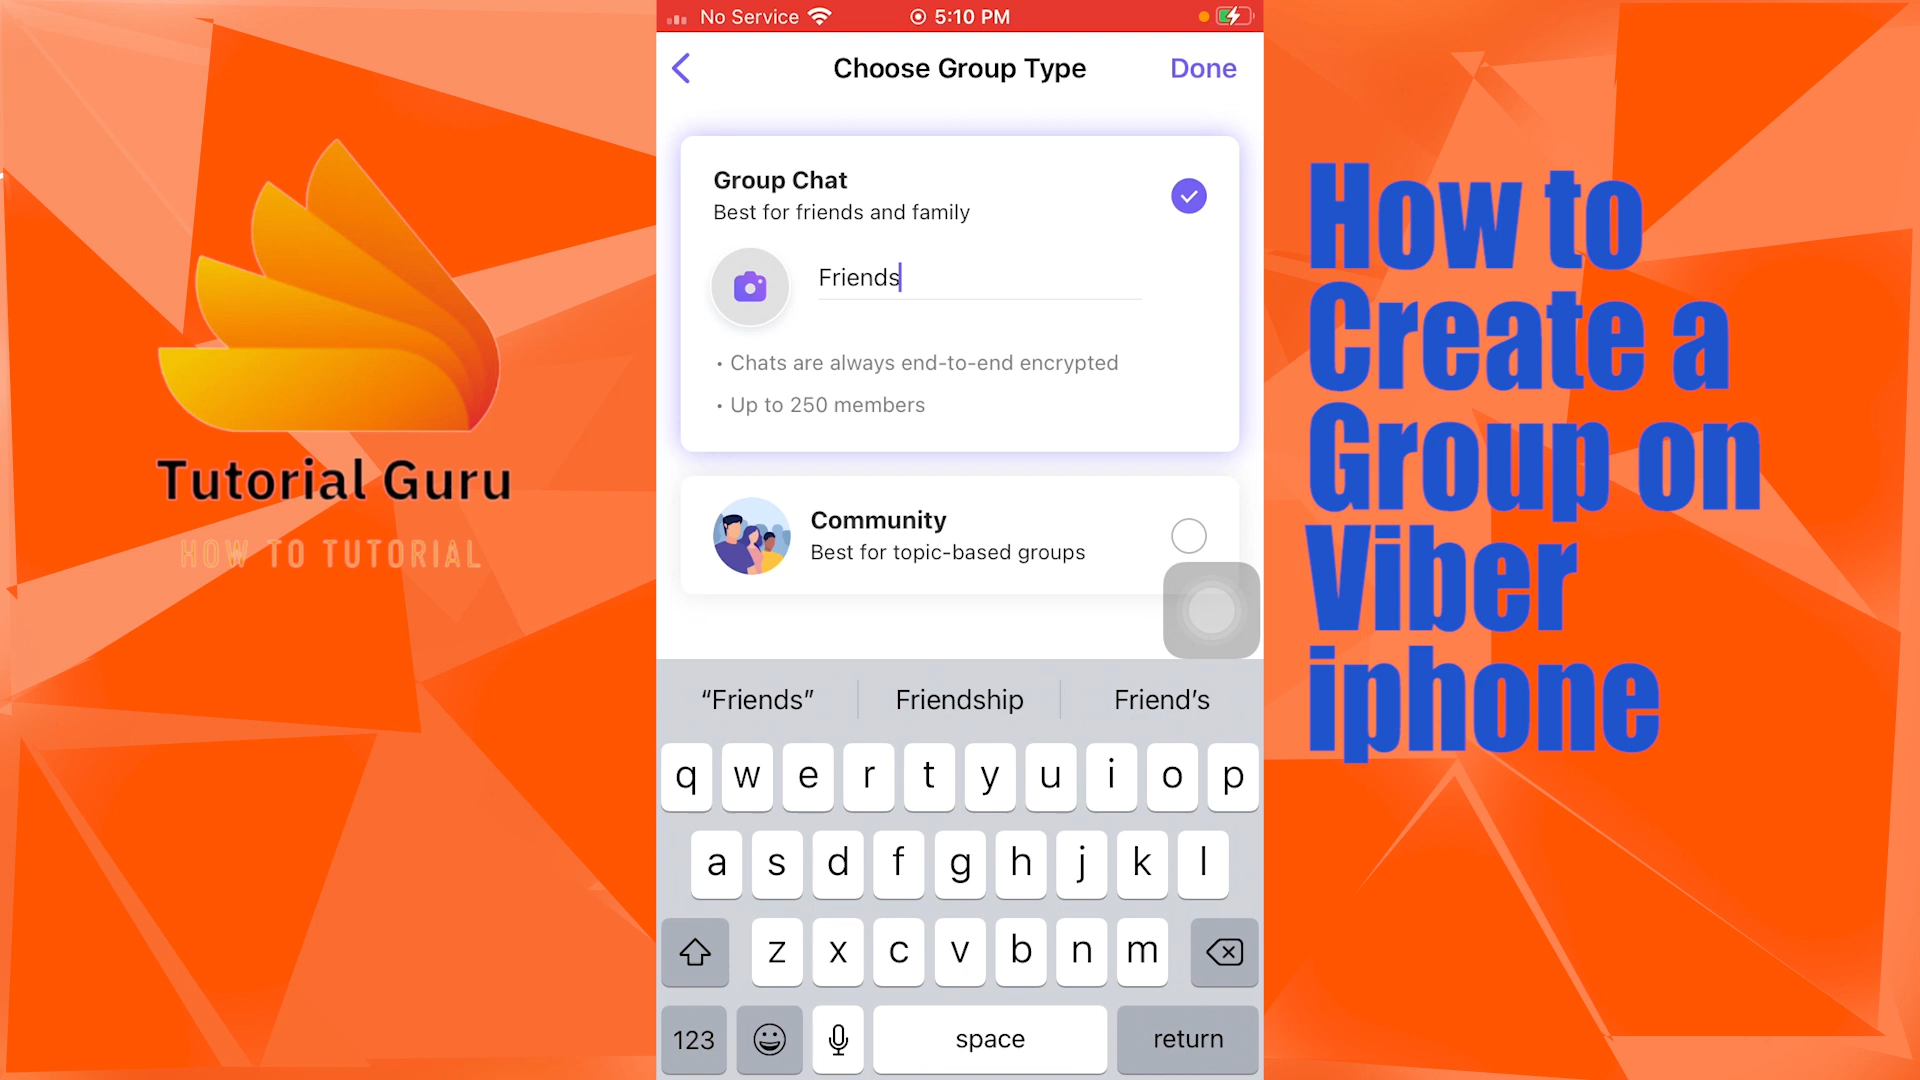 Tutorial Guru
HOW TO TUTORIAL
No Service
5:10 PM
Choose Group Type
Done
Group Chat
Best for friends and family
Friends
• Chats are always end-to-end encrypted
• Up to 250 members
Community
Best for topic-based groups
“Friends”
Friendship
Friend’s
q w e r t y u i o p
a s d f g h j k l
z x c v b n m
123
space
return
How to
Create a
Group on
Viber
iphone